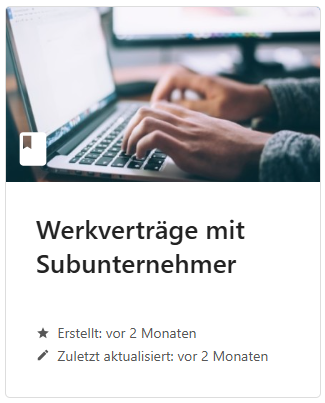 Werkverträge mit
Subunternehmer
Erstellt: vor 2 Monaten
Zuletzt aktualisiert: vor 2 Monaten